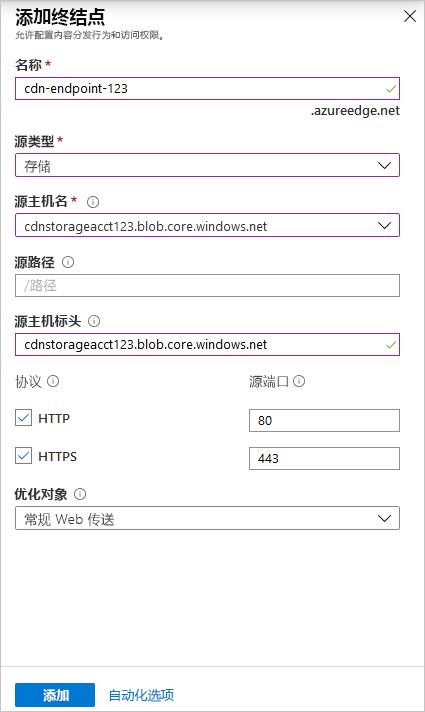 添加终结点
允许配置内容分发行为和访问权限。
名称 *
cdn-endpoint-123
.azureedge.net
源类型 *
存储
源主机名 *
cdnstorageacct123.blob.core.windows.net
源路径
/路径
源主机标头
cdnstorageacct123.blob.core.windows.net
协议 源端口
HTTP 80
HTTPS 443
优化对象
常规 Web 传送
添加 自动化选项